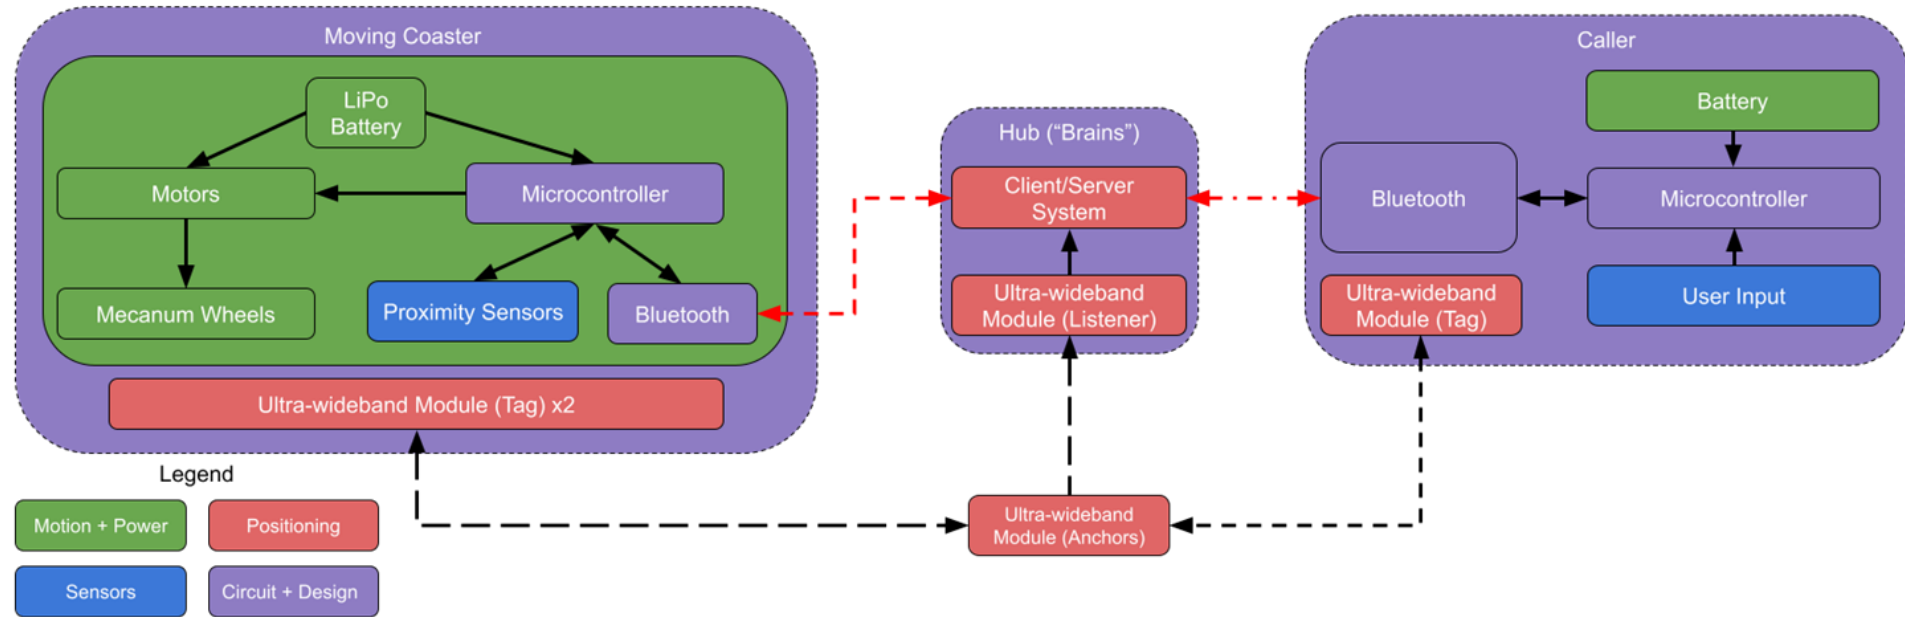 Moving Coaster
LiPo
Battery
Motors
Microcontroller
Mecanum Wheels
Proximity Sensors
Bluetooth
Ultra-wideband Module (Tag) x2
Hub (“Brains”)
Client/Server
System
Ultra-wideband
Module (Listener)
Ultra-wideband
Module (Anchors)
Caller
Battery
Bluetooth
Microcontroller
Ultra-wideband
Module (Tag)
User Input
Legend
Motion + Power
Positioning
Sensors
Circuit + Design